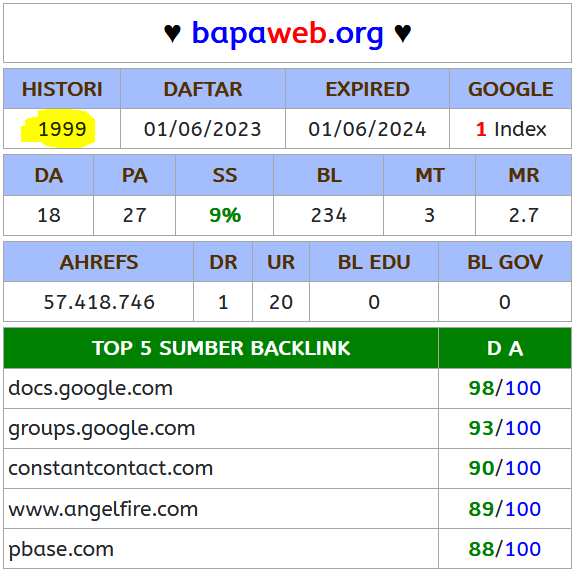 ♥ bapaweb.org ♥
HISTORI DAFTAR EXPIRED GOOGLE
1999 01/06/2023 01/06/2024 1 Index
DA PA SS BL MT MR
18 27 9% 234 3 2.7
AHREFS DR UR BL EDU BL GOV
57.418.746 1 20 0 0
TOP 5 SUMBER BACKLINK D A
docs.google.com 98/100
groups.google.com 93/100
constantcontact.com 90/100
www.angelfire.com 89/100
pbase.com 88/100